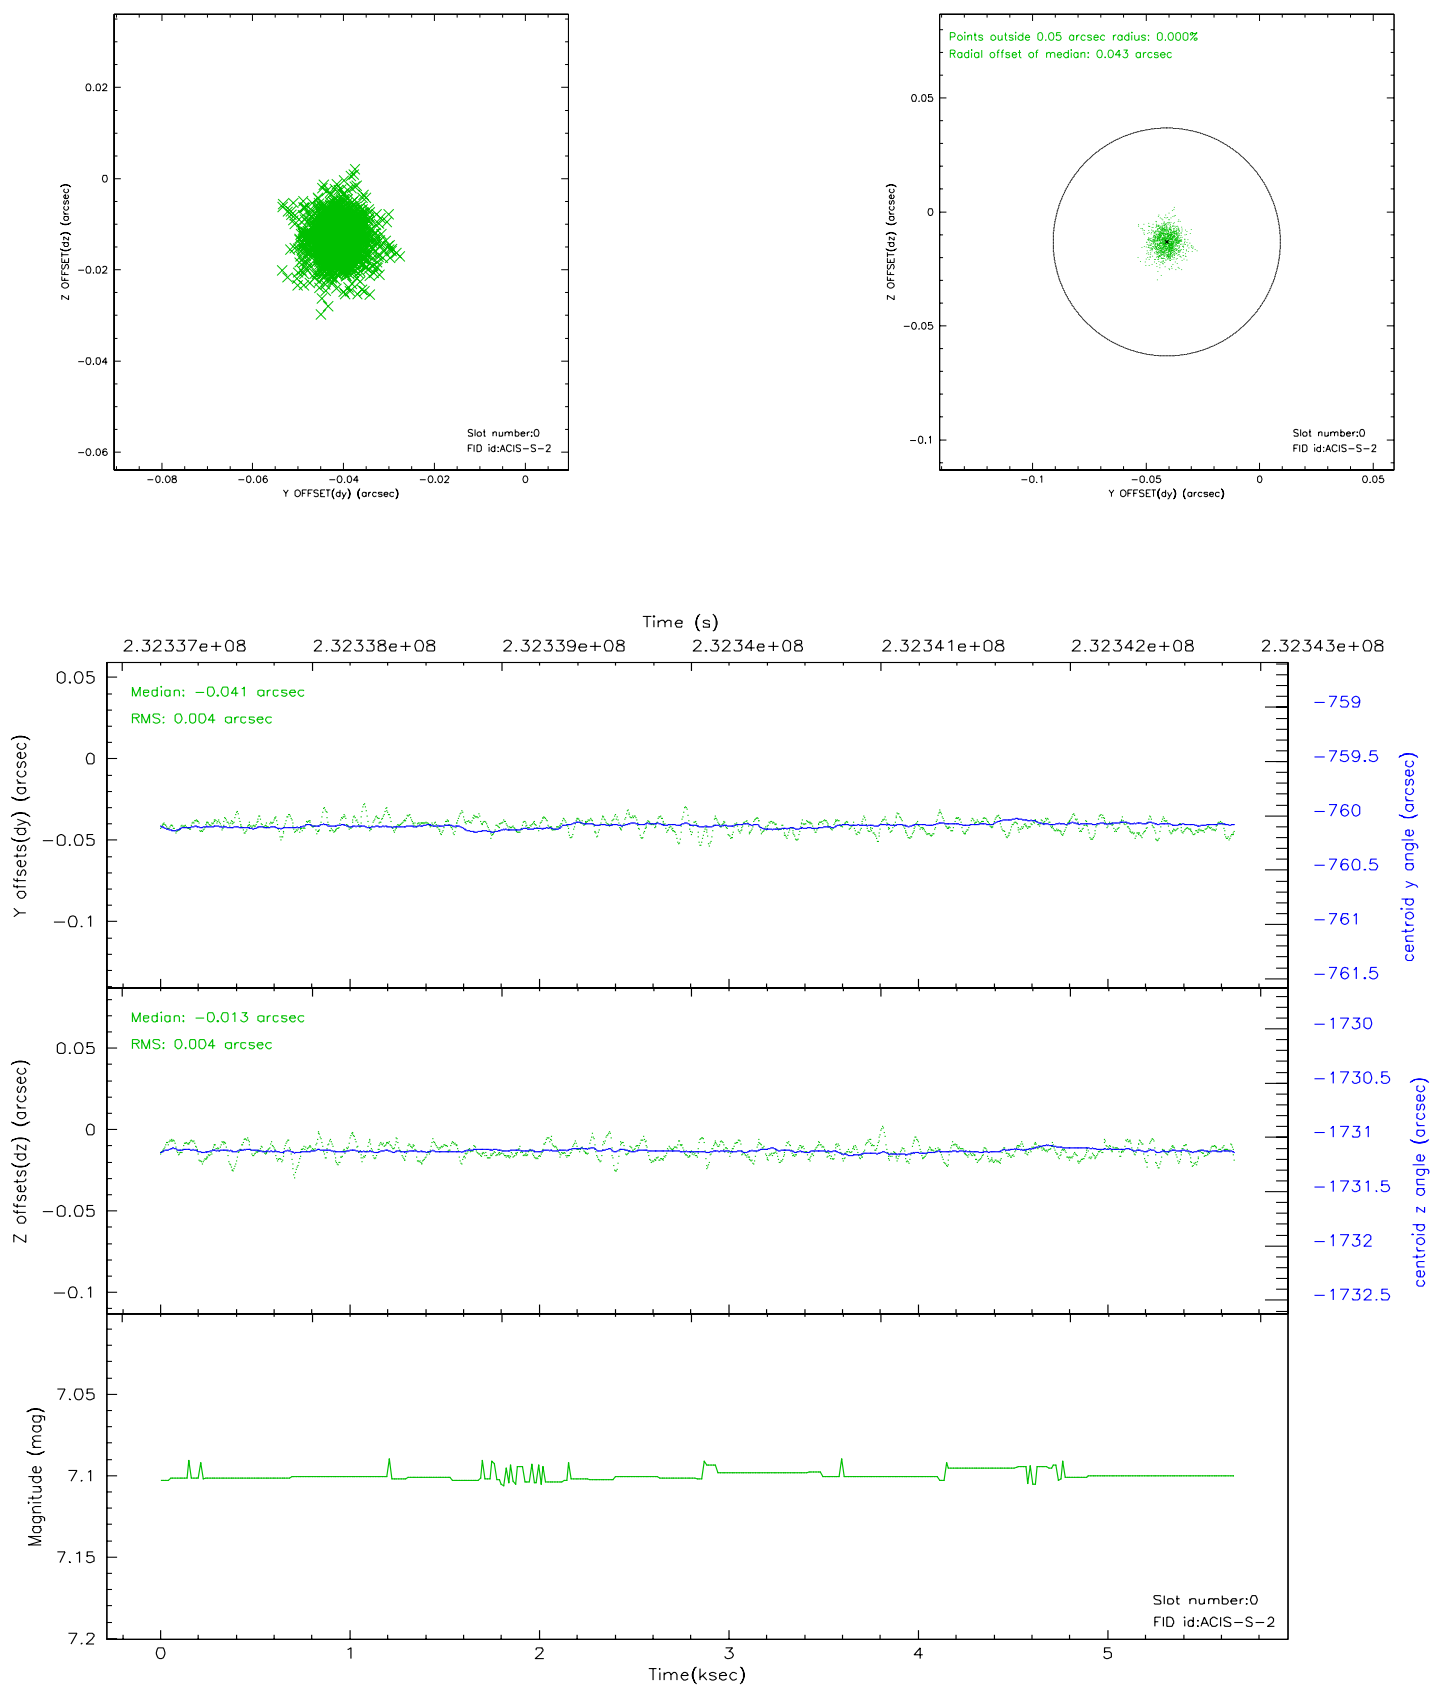 0.02
0
-0.02
-0.04
-0.06
Z OFFSET(dz) (arcsec)
Slot number:0
FID id:ACIS-S-2
-0.08 -0.06 -0.04 -0.02 0
Y OFFSET(dy) (arcsec)
Points outside 0.05 arcsec radius: 0.000%
Radial offset of median: 0.043 arcsec
0.05
0
-0.05
-0.1
Z OFFSET(dz) (arcsec)
Slot number:0
FID id:ACIS-S-2
-0.1 -0.05 0 0.05
Y OFFSET(dy) (arcsec)
Time (s)
2.32337e+08 2.32338e+08 2.32339e+08 2.3234e+08 2.32341e+08 2.32342e+08 2.32343e+08
Median: -0.041 arcsec
RMS: 0.004 arcsec
0.05
0
-0.05
-0.1
Y offsets(dy) (arcsec)
-759
-759.5
-760
-760.5
-761
-761.5
centroid y angle (arcsec)
Median: -0.013 arcsec
RMS: 0.004 arcsec
0.05
0
-0.05
-0.1
Z offsets(dz) (arcsec)
-1730
-1730.5
-1731
-1731.5
-1732
-1732.5
centroid z angle (arcsec)
7.05
7.1
7.15
7.2
Magnitude (mag)
Slot number:0
FID id:ACIS-S-2
0 1 2 3 4 5
Time(ksec)